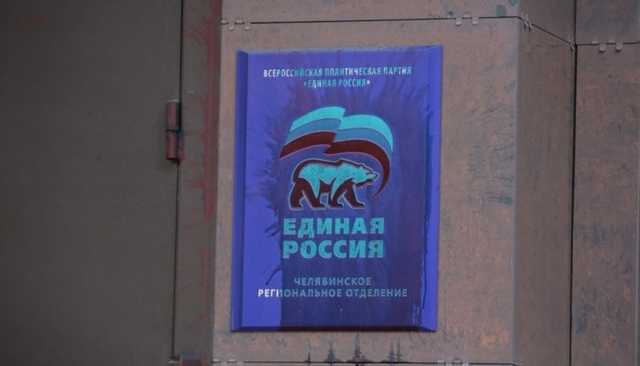 ВСЕРОССИЙСКАЯ ПОЛИТИЧЕСКАЯ ПАРТИЯ
«ЕДИНАЯ РОССИЯ»
ЕДИНАЯ
РОССИЯ
ЧЕЛЯБИНСКОЕ
РЕГИОНАЛЬНОЕ ОТДЕЛЕНИЕ